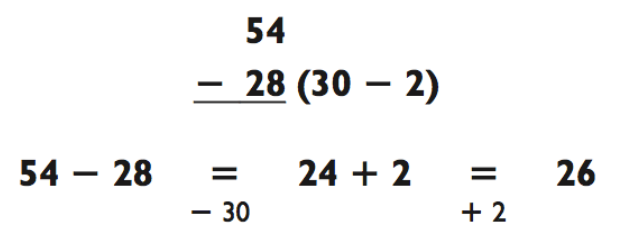 54
− 28 (30 − 2)
54 − 28 = 24 + 2 = 26
− 30 + 2